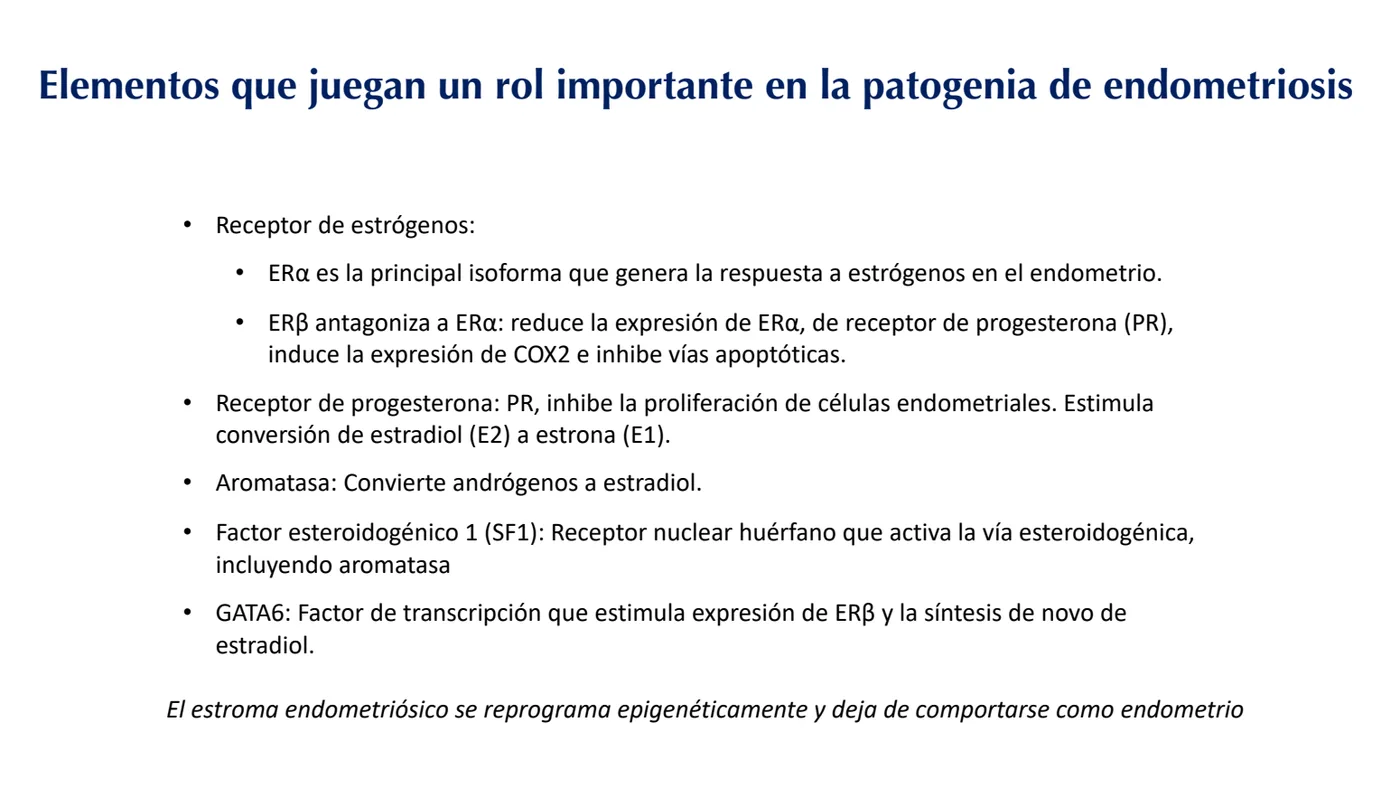 Elementos que juegan un rol importante en la patogenia de endometriosis
• Receptor de estrógenos:
• ERα es la principal isoforma que genera la respuesta a estrógenos en el endometrio.
• ERβ antagoniza a ERα: reduce la expresión de ERα, de receptor de progesterona (PR),
induce la expresión de COX2 e inhibe vías apoptóticas.
• Receptor de progesterona: PR, inhibe la proliferación de células endometriales. Estimula
conversión de estradiol (E2) a estrona (E1).
• Aromatasa: Convierte andrógenos a estradiol.
• Factor esteroidogénico 1 (SF1): Receptor nuclear huérfano que activa la vía esteroidogénica,
incluyendo aromatasa
• GATA6: Factor de transcripción que estimula expresión de ERβ y la síntesis de novo de
estradiol.
El estroma endometriósico se reprograma epigenéticamente y deja de comportarse como endometrio